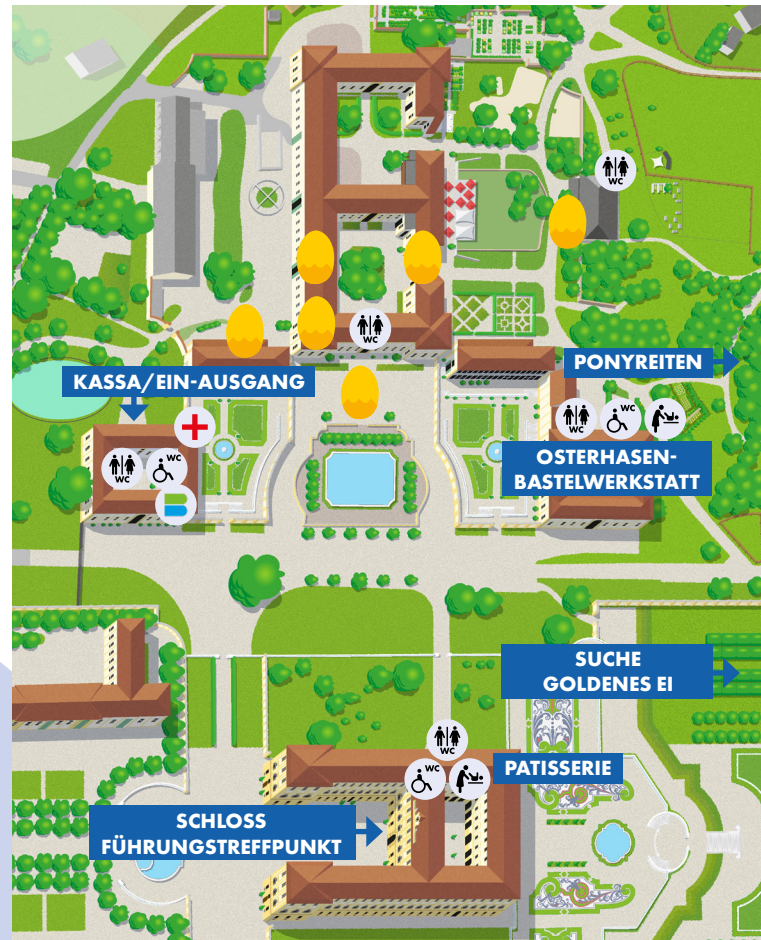 WC
WC
PONYREITEN
KASSA/EIN-AUSGANG
WC
WC
OSTERHASEN-
BASTELWERKSTATT
WC
WC
SUCHE
GOLDENES EI
WC
WC
PATISSERIE
SCHLOSS
FÜHRUNGSTREFFPUNKT